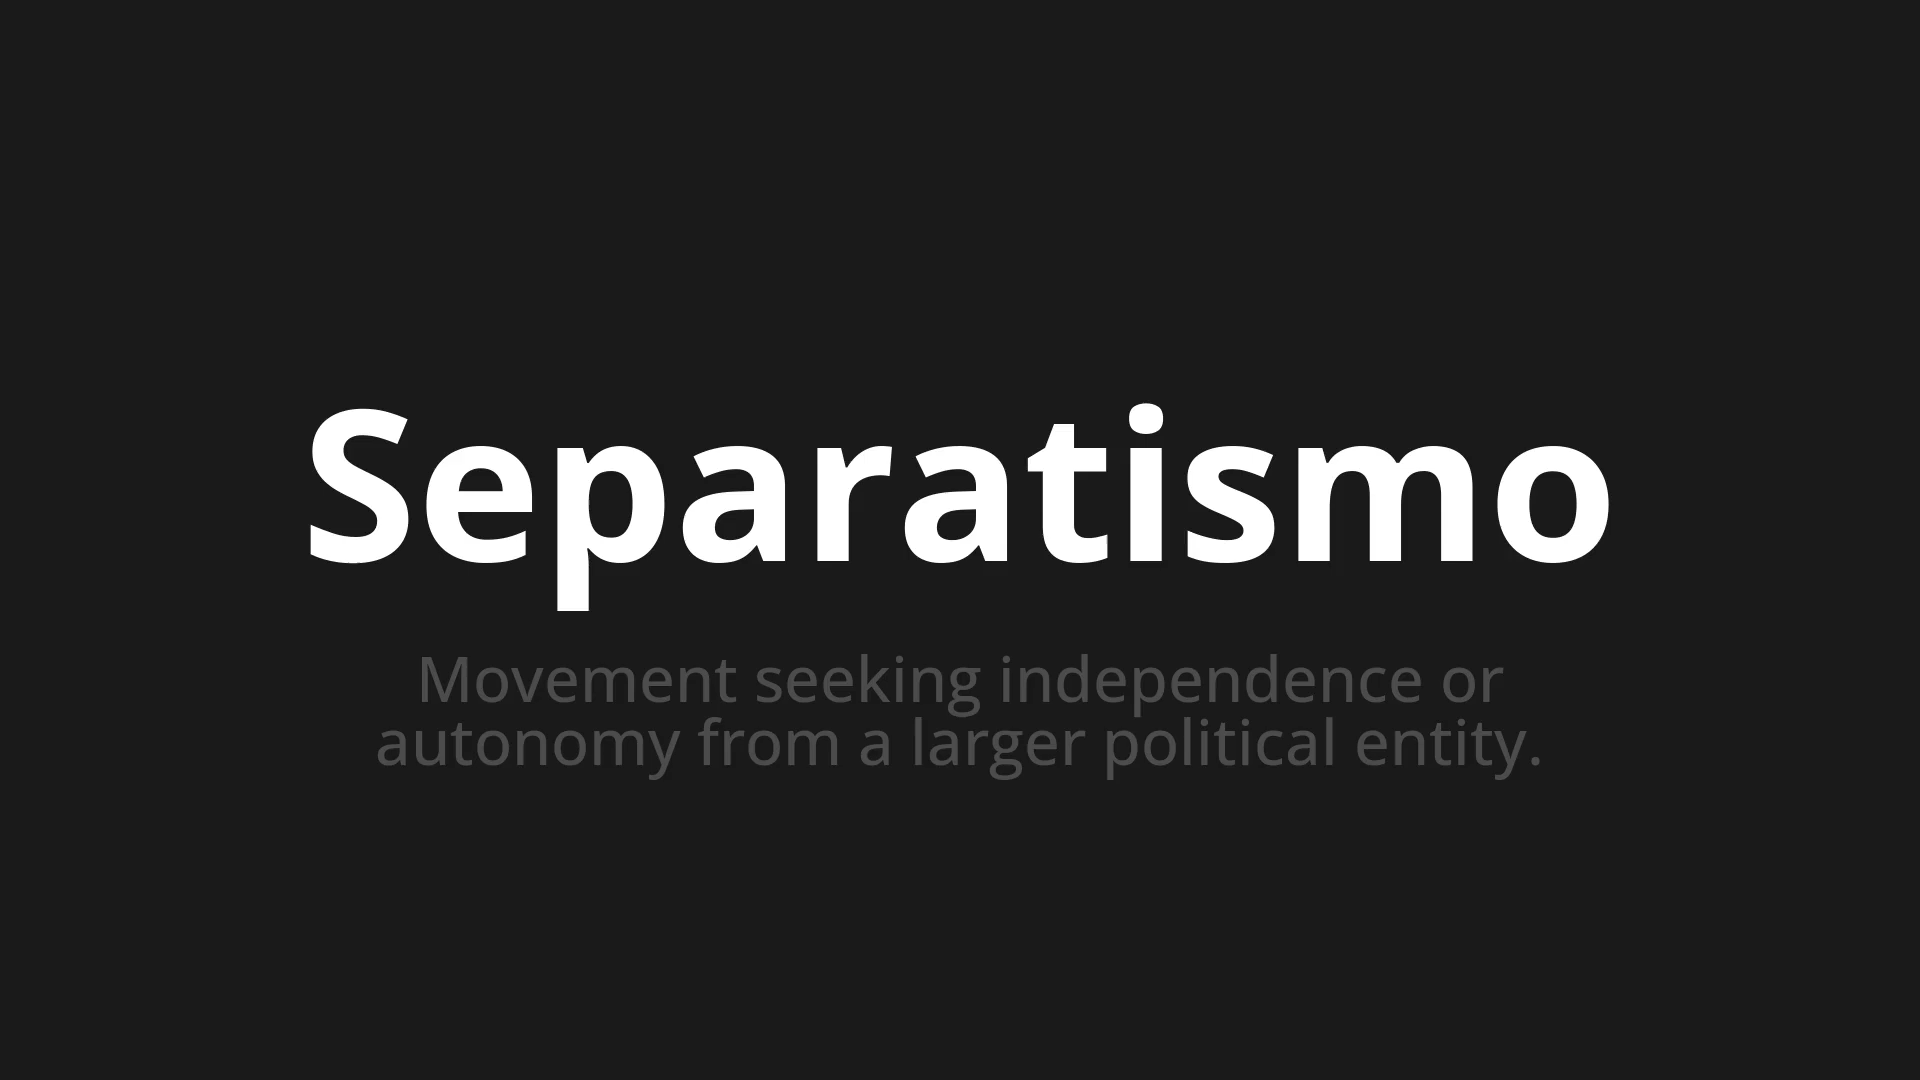 Separatismo
Movement seeking independence or
autonomy from a larger political entity.